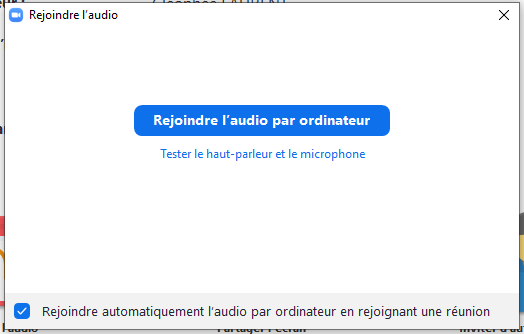 Rejoindre l’audio
Rejoindre l’audio par ordinateur
Tester le haut-parleur et le microphone
Rejoindre automatiquement l’audio par ordinateur en rejoignant une réunion